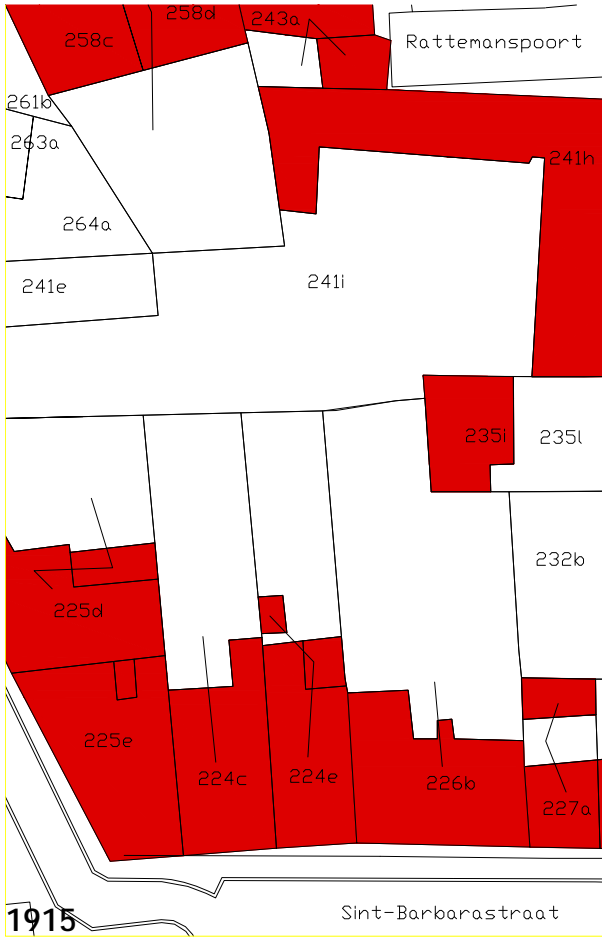 258d
243a
258c
Rattemanspoort
261b
263a
241h
264a
241e
241i
235i
235l
232b
225d
225e
224c
224e
226b
227a
Sint-Barbarastraat
1915